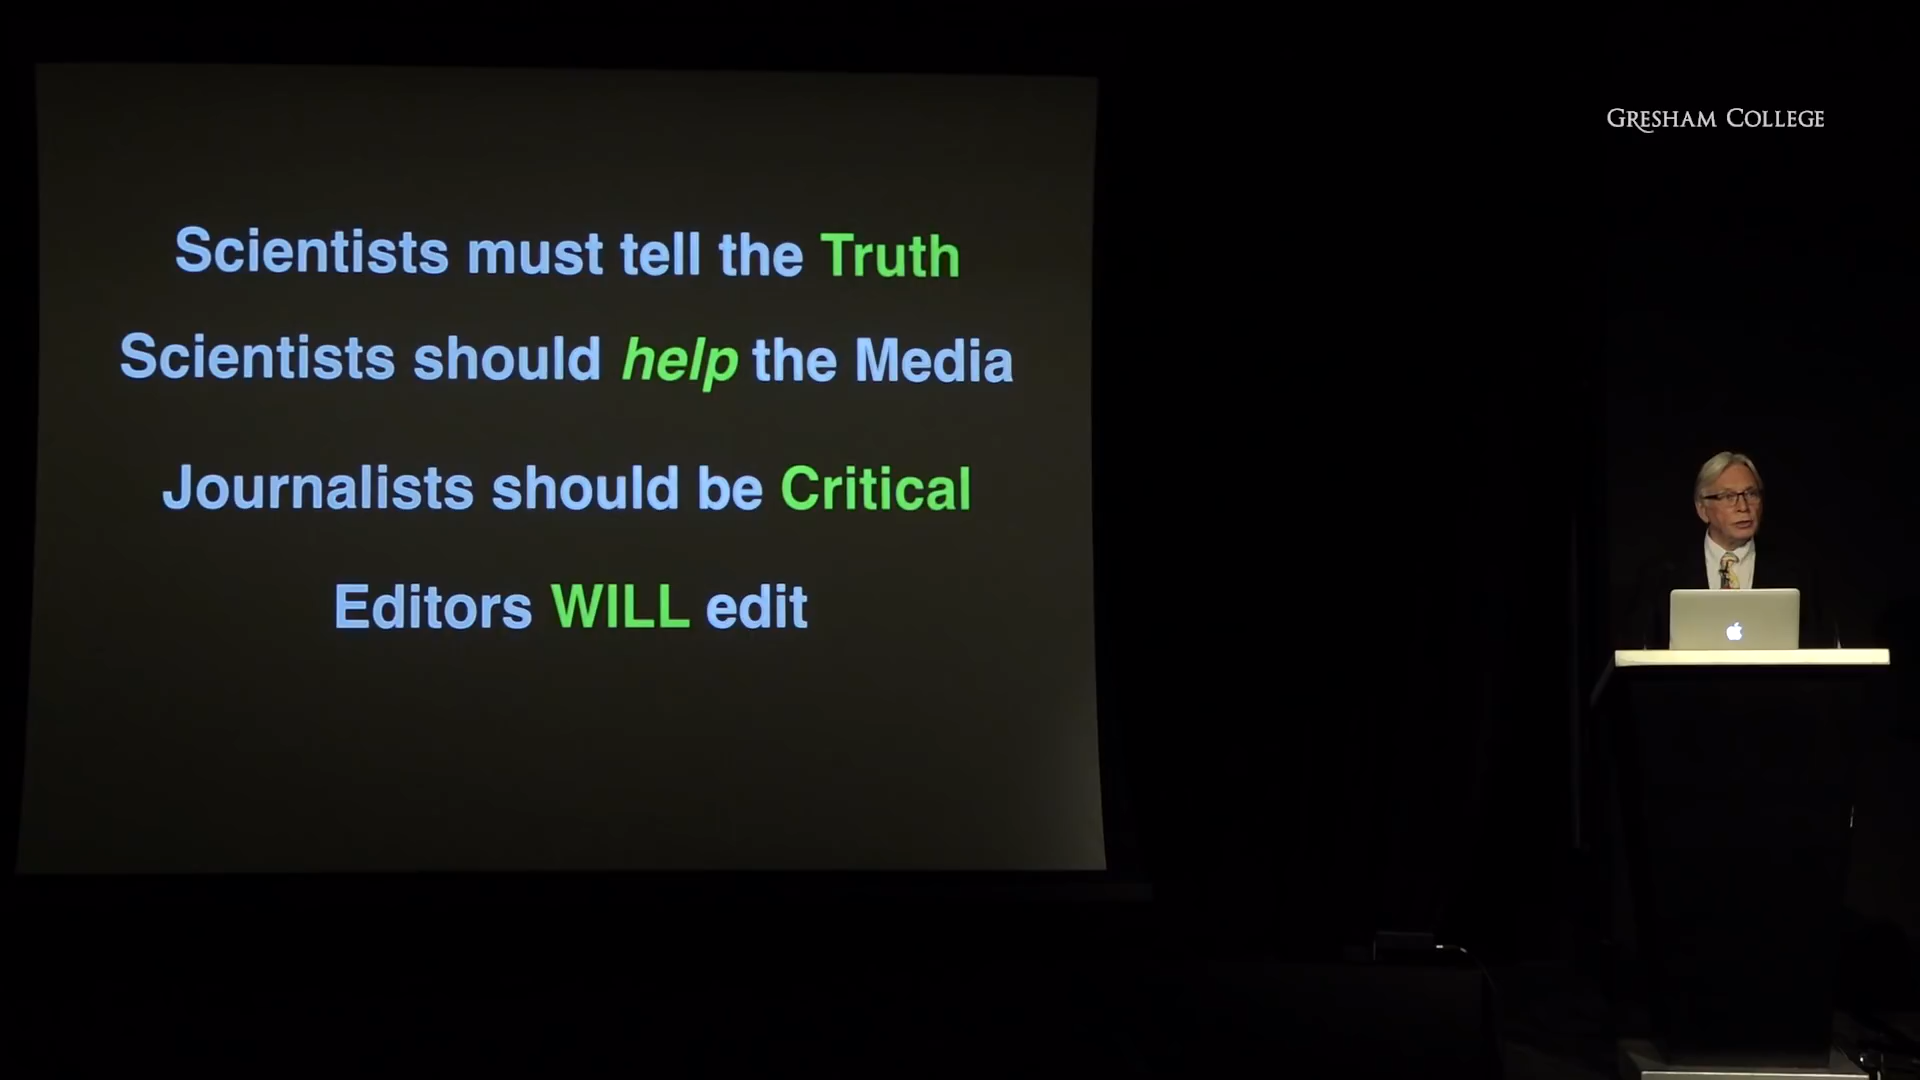 Scientists must tell the Truth
Scientists should help the Media
Journalists should be Critical
Editors WILL edit
GRESHAM COLLEGE